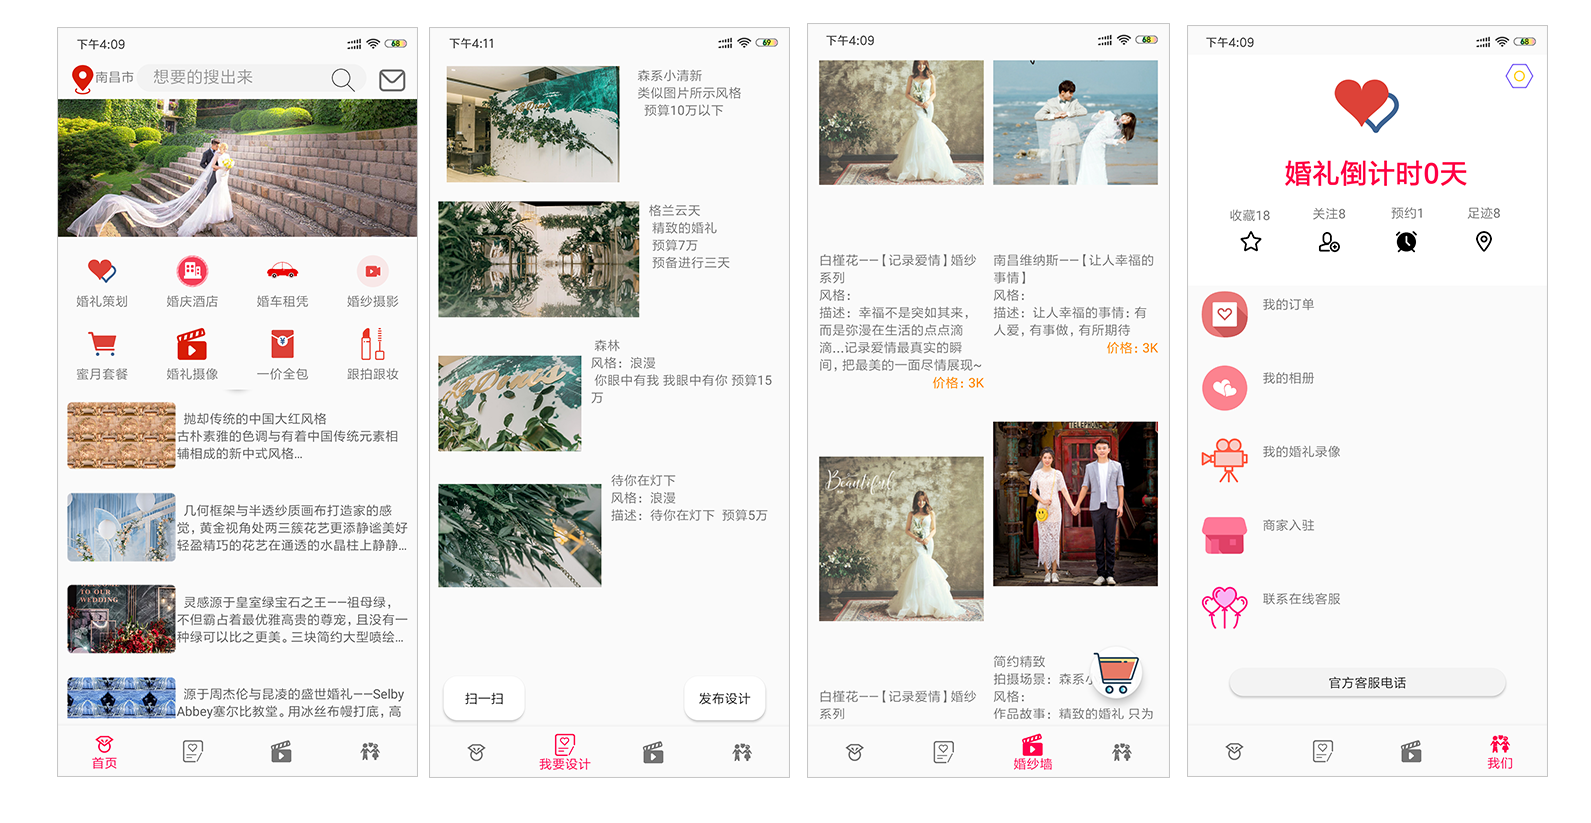 下午4:09
68
南昌市
想要的搜出来
婚礼策划
婚庆酒店
婚车租凭
婚纱摄影
蜜月套餐
婚礼摄像
一价全包
跟拍跟妆
抛却传统的中国大红风格
古朴素雅的色调与有着中国传统元素相
辅相成的新中式风格...
几何框架与半透纱质画布打造家的感
觉，黄金视角处两三簇花艺更添静谧美好
轻盈精巧的花艺在通透的水晶柱上静静...
TO OUR
WEDDING
灵感源于皇室绿宝石之王——祖母绿，
不但霸占着最优雅高贵的尊宠，且没有一
种绿可以比之更美。三块简约大型喷绘...
源于周杰伦与昆凌的盛世婚礼——Selby
Abbey塞尔比教堂。用冰丝布幔打底，高
首页
下午4:11
69
森系小清新
类似图片所示风格
预算10万以下
格兰云天
精致的婚礼
预算7万
预备进行三天
森林
风格：浪漫
你眼中有我 我眼中有你 预算15
万
待你在灯下
风格：浪漫
描述：待你在灯下 预算5万
扫一扫
发布设计
我要设计
下午4:09
68
白槿花——【记录爱情】婚纱
系列
风格：
描述：幸福不是突如其来，
而是弥漫在生活的点点滴
滴...记录爱情最真实的瞬
间，把最美的一面尽情展现~
价格：3K
南昌维纳斯——【让人幸福的
事情】
风格：
描述：让人幸福的事情：有
人爱，有事做，有所期待
价格：3K
Beautiful
TELEPHONE
白槿花——【记录爱情】婚纱
系列
简约精致
拍摄场景：森系
风格：
作品故事：精致的婚礼 只为
婚纱墙
下午4:09
68
婚礼倒计时0天
收藏18
关注8
预约1
足迹8
我的订单
我的相册
我的婚礼录像
商家入驻
联系在线客服
官方客服电话
我们